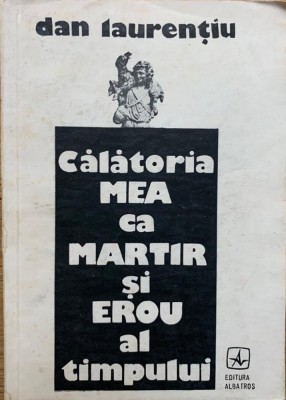 dan laurențiu
Călătoria
MEA
ca
MARTIR
și
EROU
al
timpului
EDITURA
ALBATROS